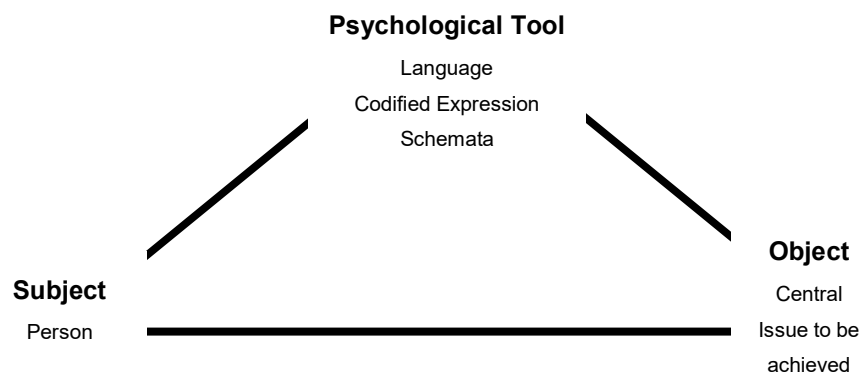 Psychological Tool
Language
Codified Expression
Schemata
Subject
Person
Object
Central
Issue to be
achieved